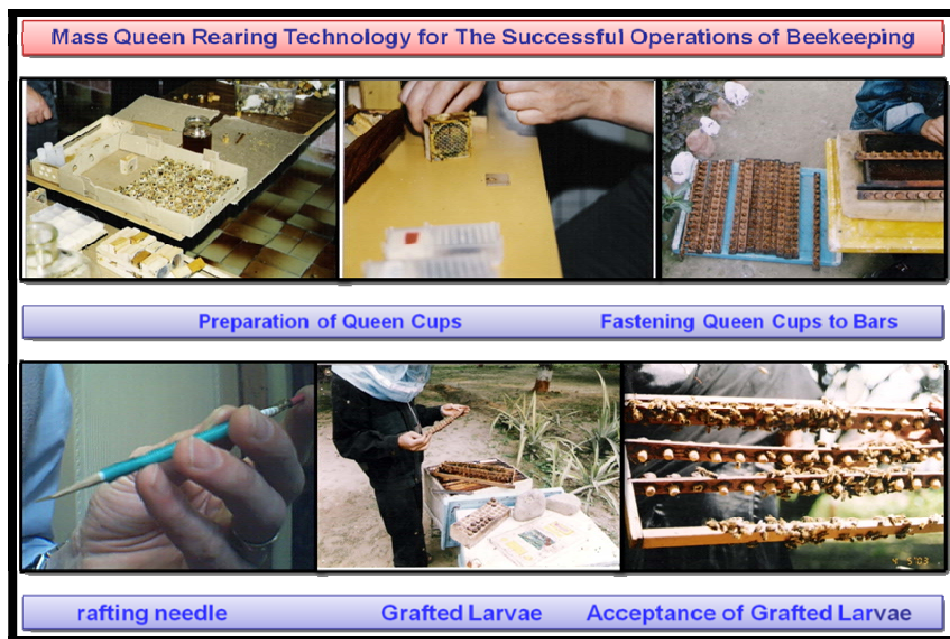 Mass Queen Rearing Technology for The Successful Operations of Beekeeping
Preparation of Queen Cups
Fastening Queen Cups to Bars
rafting needle
Grafted Larvae
Acceptance of Grafted Larvae